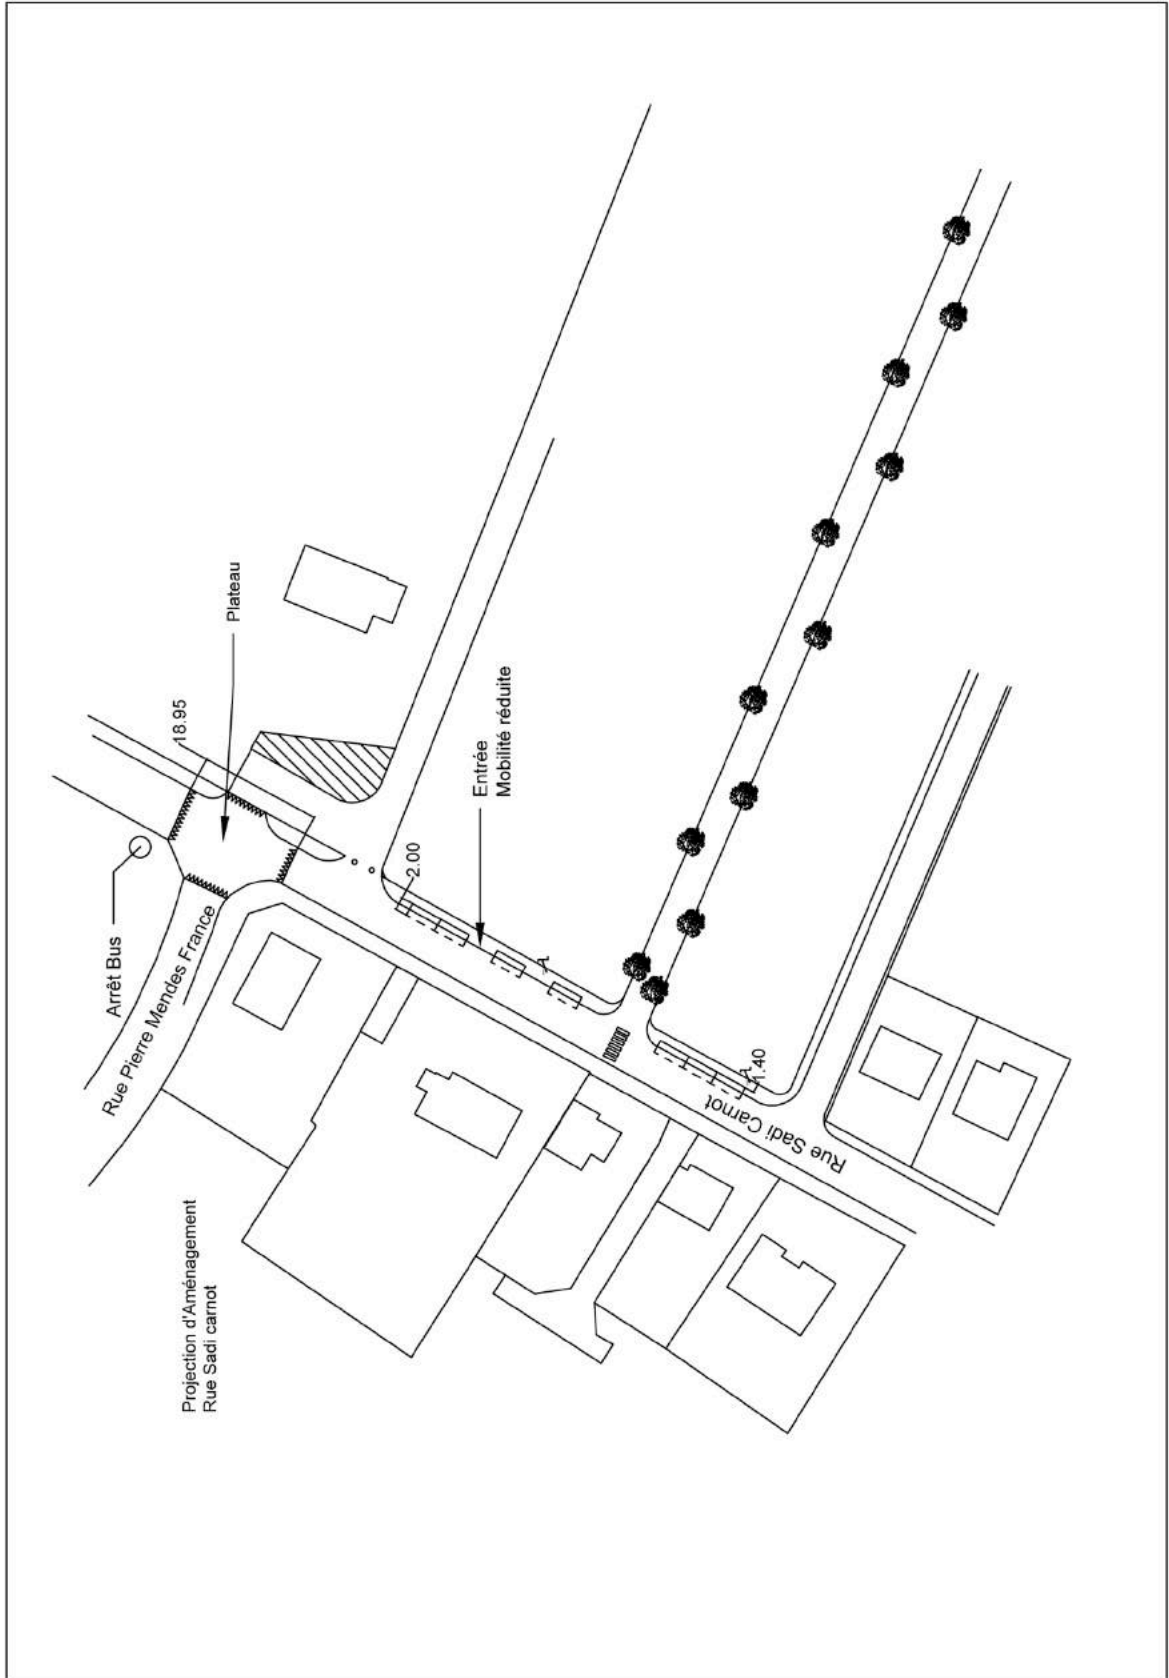 Projection d'Aménagement
Rue Sadi carnot
Arrêt Bus
Rue Pierre Mendes France
18.95
Plateau
2.00
Entrée
Mobilité réduite
1.40
Rue Sadi Carnot